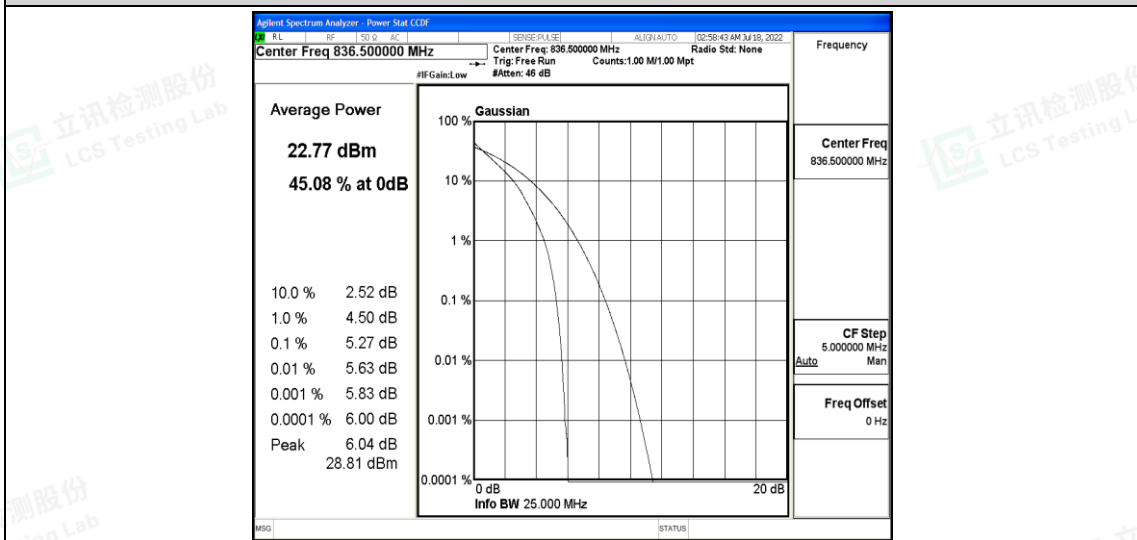 Agilent Spectrum Analyzer - Power Stat CCDF
RL RF 50 Ω AC SENSE:PULSE ALIGNAUTO 02:58:43 AM Jul 18, 2022
Center Freq 836.500000 MHz
Center Freq: 836.500000 MHz Radio Std: None
Trig: Free Run Counts:1.00 M/1.00 Mpt
#IFGain:Low #Atten: 46 dB
Frequency
Average Power
22.77 dBm
45.08 % at 0dB
10.0 % 2.52 dB
1.0 % 4.50 dB
0.1 % 5.27 dB
0.01 % 5.63 dB
0.001 % 5.83 dB
0.0001 % 6.00 dB
Peak 6.04 dB
28.81 dBm
Gaussian
100 %
10 %
1 %
0.1 %
0.01 %
0.001 %
0.0001 %
0 dB 20 dB
Info BW 25.000 MHz
Center Freq
836.500000 MHz
CF Step
5.000000 MHz
Auto Man
Freq Offset
0 Hz
MSG STATUS
立讯检测股份
LCS Testing Lab
立讯检测股份
LCS Testing L
测股份
ing Lab
立